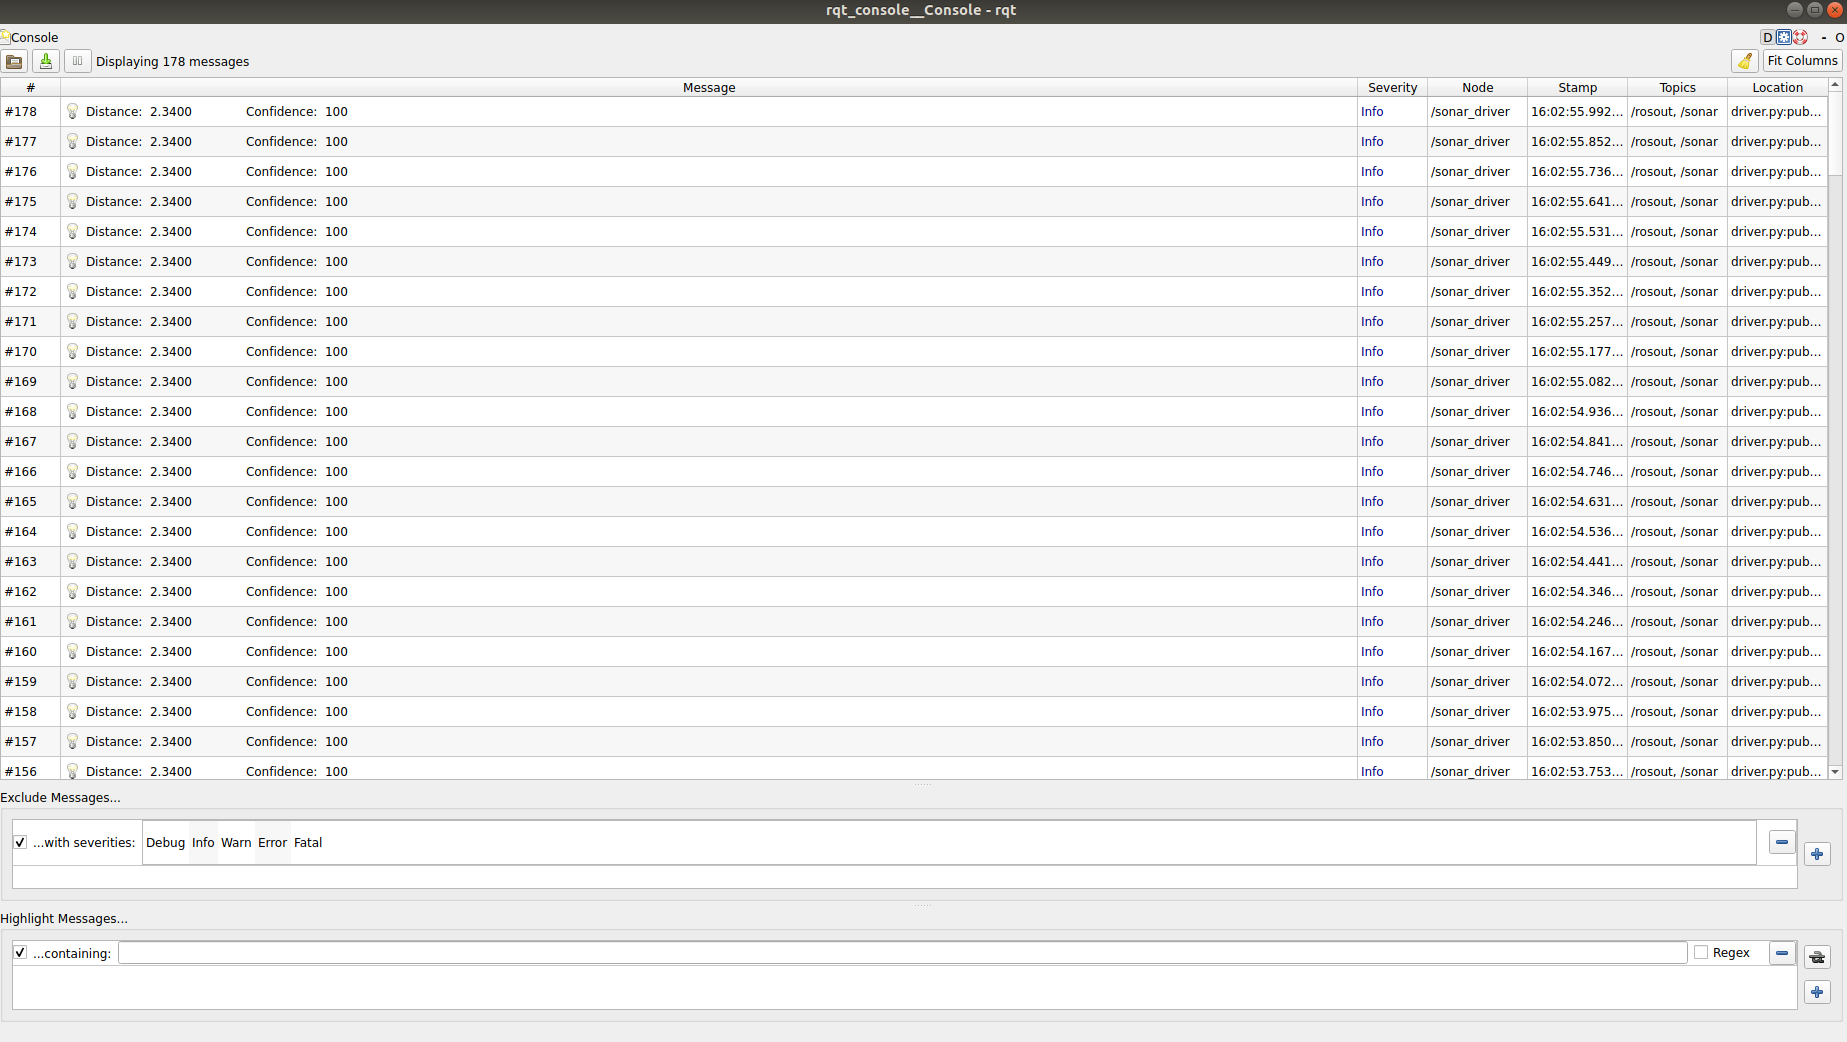 rqt_console__Console - rqt
Console D - O
Displaying 178 messages Fit Columns
# Message Severity Node Stamp Topics Location
#178 Distance: 2.3400 Confidence: 100 Info /sonar_driver 16:02:55.992... /rosout, /sonar driver.py:pub...
#177 Distance: 2.3400 Confidence: 100 Info /sonar_driver 16:02:55.852... /rosout, /sonar driver.py:pub...
#176 Distance: 2.3400 Confidence: 100 Info /sonar_driver 16:02:55.736... /rosout, /sonar driver.py:pub...
#175 Distance: 2.3400 Confidence: 100 Info /sonar_driver 16:02:55.641... /rosout, /sonar driver.py:pub...
#174 Distance: 2.3400 Confidence: 100 Info /sonar_driver 16:02:55.531... /rosout, /sonar driver.py:pub...
#173 Distance: 2.3400 Confidence: 100 Info /sonar_driver 16:02:55.449... /rosout, /sonar driver.py:pub...
#172 Distance: 2.3400 Confidence: 100 Info /sonar_driver 16:02:55.352... /rosout, /sonar driver.py:pub...
#171 Distance: 2.3400 Confidence: 100 Info /sonar_driver 16:02:55.257... /rosout, /sonar driver.py:pub...
#170 Distance: 2.3400 Confidence: 100 Info /sonar_driver 16:02:55.177... /rosout, /sonar driver.py:pub...
#169 Distance: 2.3400 Confidence: 100 Info /sonar_driver 16:02:55.082... /rosout, /sonar driver.py:pub...
#168 Distance: 2.3400 Confidence: 100 Info /sonar_driver 16:02:54.936... /rosout, /sonar driver.py:pub...
#167 Distance: 2.3400 Confidence: 100 Info /sonar_driver 16:02:54.841... /rosout, /sonar driver.py:pub...
#166 Distance: 2.3400 Confidence: 100 Info /sonar_driver 16:02:54.746... /rosout, /sonar driver.py:pub...
#165 Distance: 2.3400 Confidence: 100 Info /sonar_driver 16:02:54.631... /rosout, /sonar driver.py:pub...
#164 Distance: 2.3400 Confidence: 100 Info /sonar_driver 16:02:54.536... /rosout, /sonar driver.py:pub...
#163 Distance: 2.3400 Confidence: 100 Info /sonar_driver 16:02:54.441... /rosout, /sonar driver.py:pub...
#162 Distance: 2.3400 Confidence: 100 Info /sonar_driver 16:02:54.346... /rosout, /sonar driver.py:pub...
#161 Distance: 2.3400 Confidence: 100 Info /sonar_driver 16:02:54.246... /rosout, /sonar driver.py:pub...
#160 Distance: 2.3400 Confidence: 100 Info /sonar_driver 16:02:54.167... /rosout, /sonar driver.py:pub...
#159 Distance: 2.3400 Confidence: 100 Info /sonar_driver 16:02:54.072... /rosout, /sonar driver.py:pub...
#158 Distance: 2.3400 Confidence: 100 Info /sonar_driver 16:02:53.975... /rosout, /sonar driver.py:pub...
#157 Distance: 2.3400 Confidence: 100 Info /sonar_driver 16:02:53.850... /rosout, /sonar driver.py:pub...
#156 Distance: 2.3400 Confidence: 100 Info /sonar_driver 16:02:53.753... /rosout, /sonar driver.py:pub...
Exclude Messages...
...with severities: Debug Info Warn Error Fatal
Highlight Messages...
...containing: Regex